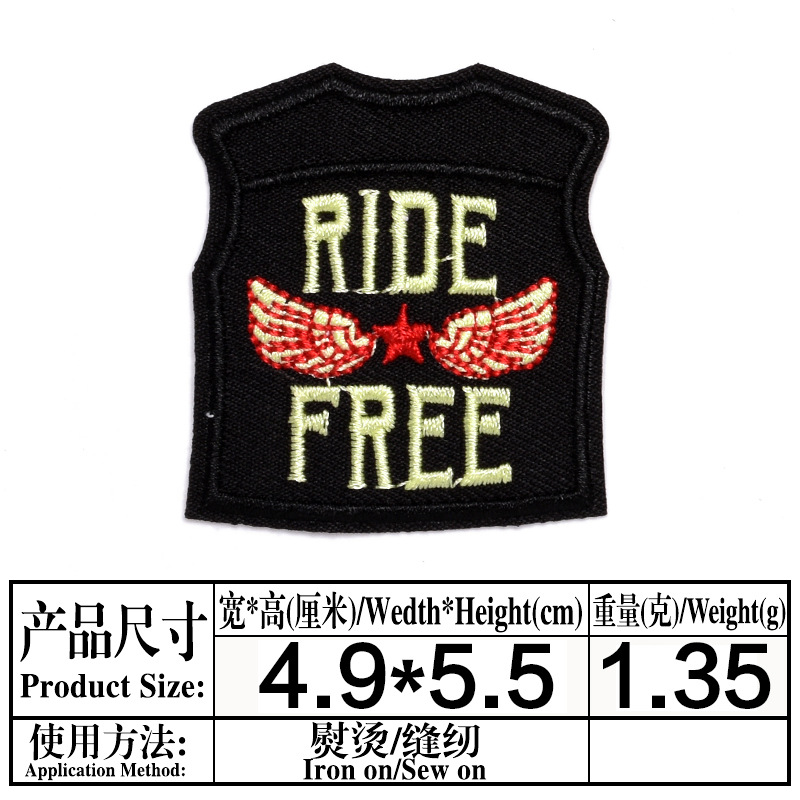 RIDE
FREE
产品尺寸
Product Size:
宽*高(厘米)/Wedth*Height(cm)
4.9*5.5
重量(克)/Weight(g)
1.35
使用方法:
Application Method:
熨烫/缝纫
Iron on/Sew on